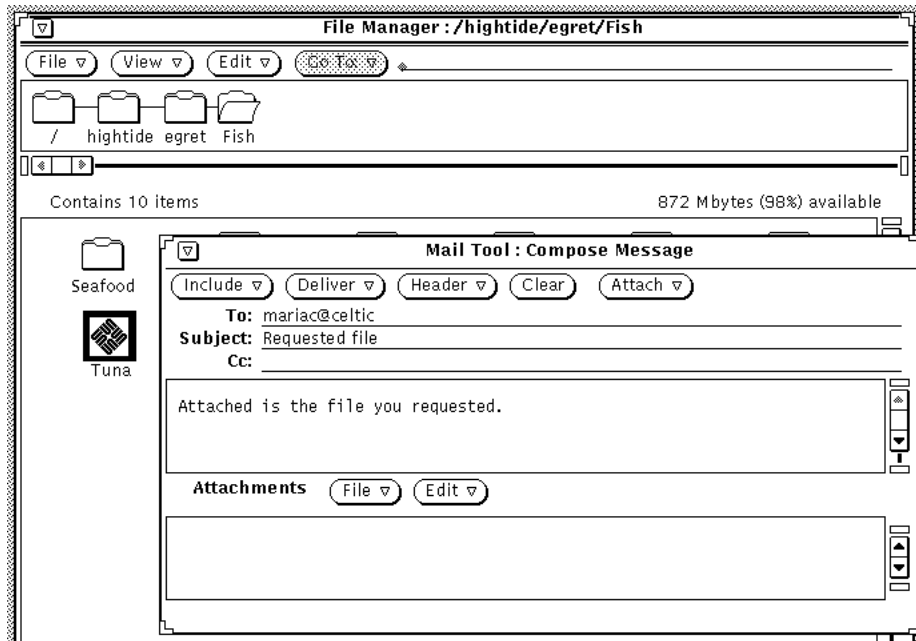 File Manager : /hightide/egret/Fish
File View Edit Go To:
/ hightide egret Fish
Contains 10 items 872 Mbytes (98%) available
Seafood
Tuna
Mail Tool : Compose Message
Include Deliver Header Clear Attach
To: mariac@celtic
Subject: Requested file
Cc:
Attached is the file you requested.
Attachments File Edit